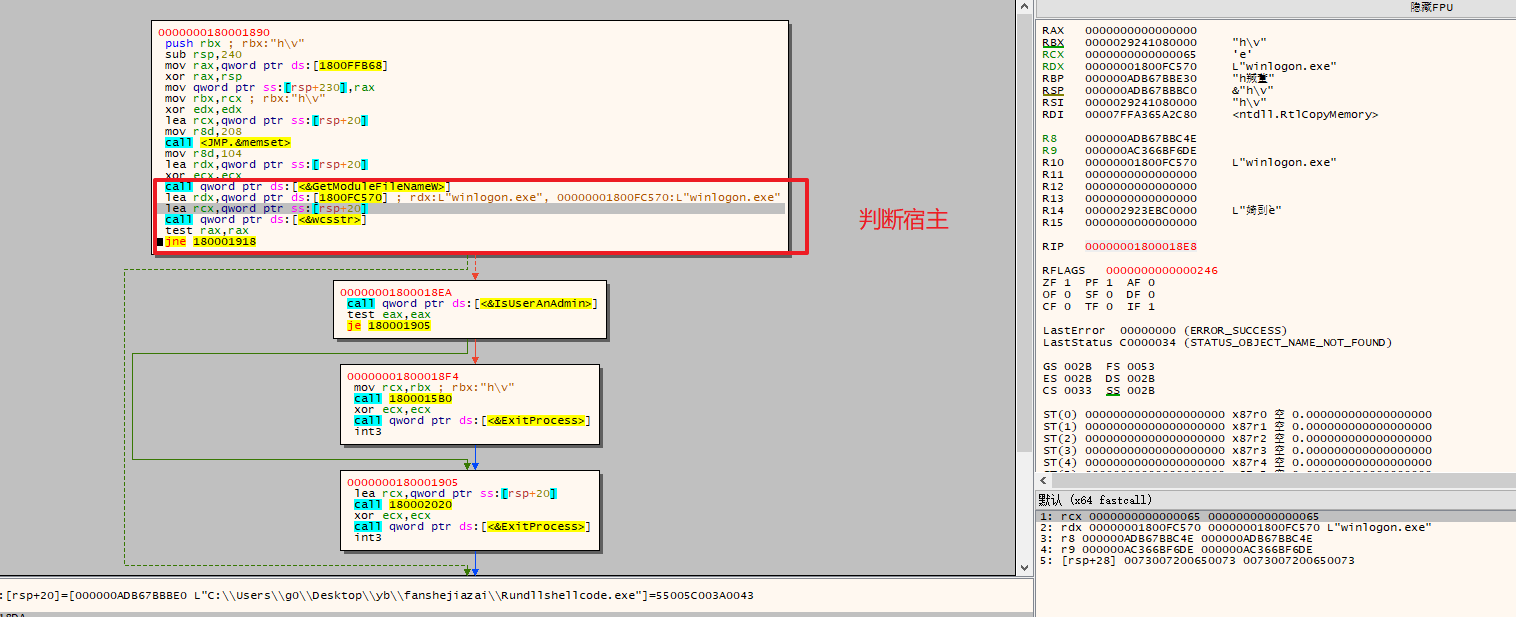 0000000180001890
push rbx ; rbx:"h\v"
sub rsp,240
mov rax,qword ptr ds:[1800FFB68]
xor rax,rsp
mov qword ptr ss:[rsp+230],rax
mov rbx,rcx ; rbx:"h\v"
xor edx,edx
lea rcx,qword ptr ss:[rsp+20]
mov r8d,208
call <JMP.&memset>
mov r8d,104
lea rdx,qword ptr ss:[rsp+20]
xor ecx,ecx
call qword ptr ds:[<&GetModuleFileNameW>]
lea rdx,qword ptr ds:[1800FC570] ; rdx:L"winlogon.exe", 00000001800FC570:L"winlogon.exe"
lea rcx,qword ptr ss:[rsp+20]
call qword ptr ds:[<&wcsstr>]
test rax,rax
jne 180001918
判断宿主
00000001800018EA
call qword ptr ds:[<&IsUserAnAdmin>]
test eax,eax
je 180001905
00000001800018F4
mov rcx,rbx ; rbx:"h\v"
call 1800015B0
xor ecx,ecx
call qword ptr ds:[<&ExitProcess>]
int3
0000000180001905
lea rcx,qword ptr ss:[rsp+20]
call 180002020
xor ecx,ecx
call qword ptr ds:[<&ExitProcess>]
int3
:[rsp+20]=[000000ADB67BBBE0 L"C:\\Users\\g0\\Desktop\\yb\\fanshejiazai\\Rundllshellcode.exe"]=55005C003A0043
隐藏FPU
RAX 0000000000000000
RBX 0000029241080000 "h\v"
RCX 0000000000000065 'e'
RDX 00000001800FC570 L"winlogon.exe"
RBP 000000ADB67BBE30
RSP 000000ADB67BBBC0 &"h\v"
RSI 0000029241080000 "h\v"
RDI 00007FFA365A2C80 <ntdll.RtlCopyMemory>
R8 000000ADB67BBC4E
R9 000000AC366BF6DE
R10 00000001800FC570 L"winlogon.exe"
R11 0000000000000000
R12 0000000000000000
R13 0000000000000000
R14 000002923EBC0000
R15 0000000000000000
RIP 00000001800018E8
RFLAGS 0000000000000246
ZF 1 PF 1 AF 0
OF 0 SF 0 DF 0
CF 0 TF 0 IF 1
LastError 00000000 (ERROR_SUCCESS)
LastStatus C0000034 (STATUS_OBJECT_NAME_NOT_FOUND)
GS 002B FS 0053
ES 002B DS 002B
CS 0033 SS 002B
ST(0) 00000000000000000000 x87r0 空 0.000000000000000000
ST(1) 00000000000000000000 x87r1 空 0.000000000000000000
ST(2) 00000000000000000000 x87r2 空 0.000000000000000000
ST(3) 00000000000000000000 x87r3 空 0.000000000000000000
ST(4) 00000000000000000000 x87r4 空 0.000000000000000000
默认 (x64 fastcall)
1: rcx 0000000000000065 0000000000000065
2: rdx 00000001800FC570 00000001800FC570 L"winlogon.exe"
3: r8 000000ADB67BBC4E 000000ADB67BBC4E
4: r9 000000AC366BF6DE 000000AC366BF6DE
5: [rsp+28] 0073007200650073 0073007200650073